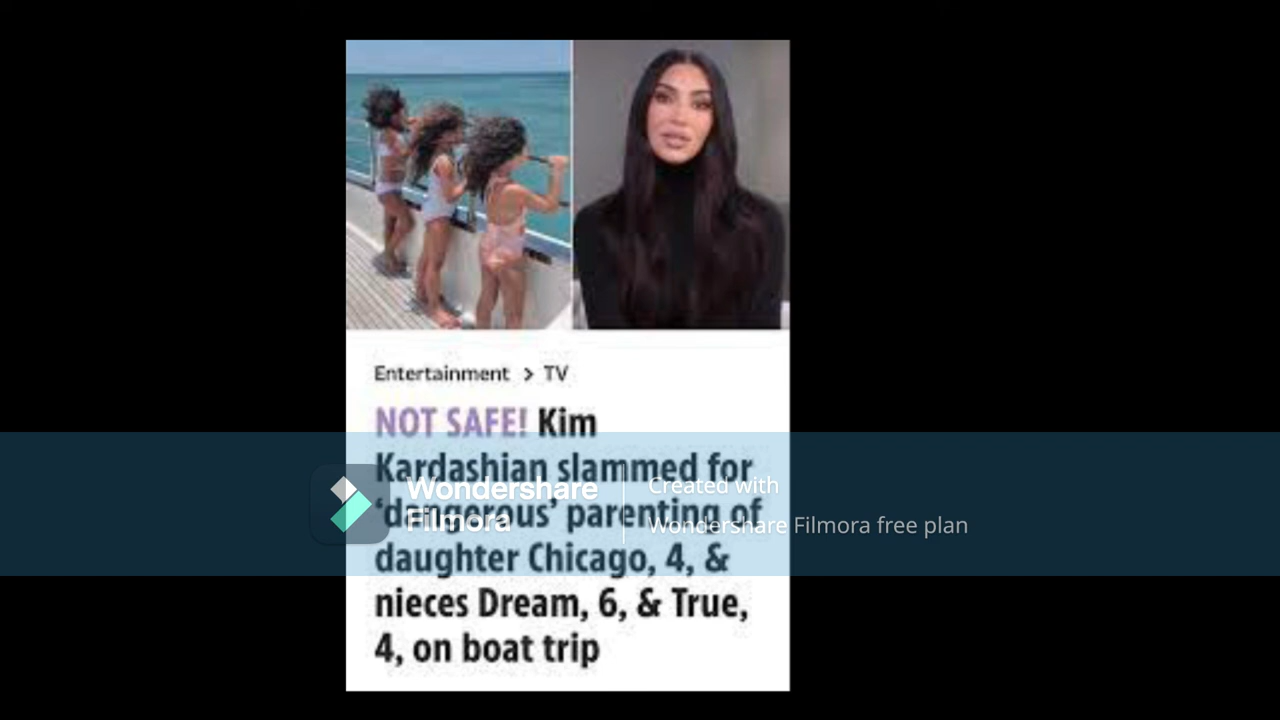 Entertainment > TV
NOT SAFE! Kim
Kardashian slammed for
‘dangerous’ parenting of
daughter Chicago, 4, &
nieces Dream, 6, & True,
4, on boat trip
Wondershare
Filmora
Created with
Wondershare Filmora free plan